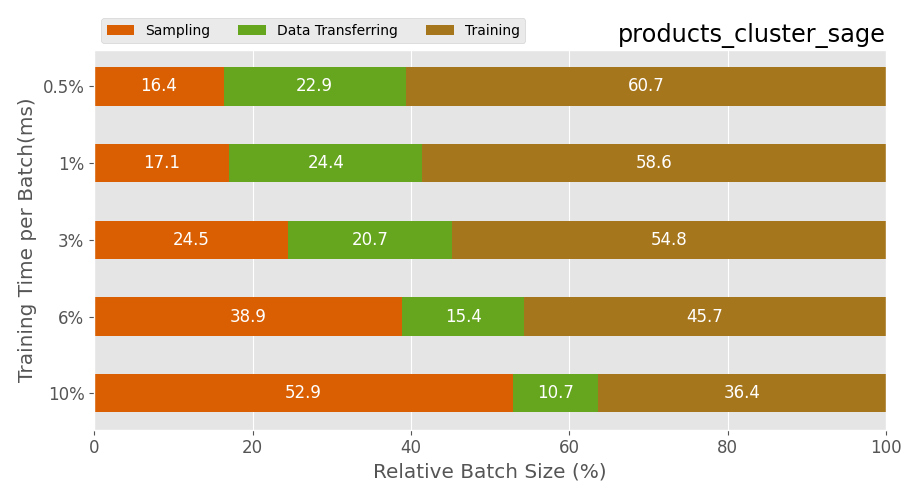 Sampling Data Transferring Training
products_cluster_sage
Training Time per Batch(ms)
0.5% 16.4 22.9 60.7
1% 17.1 24.4 58.6
3% 24.5 20.7 54.8
6% 38.9 15.4 45.7
10% 52.9 10.7 36.4
0 20 40 60 80 100
Relative Batch Size (%)